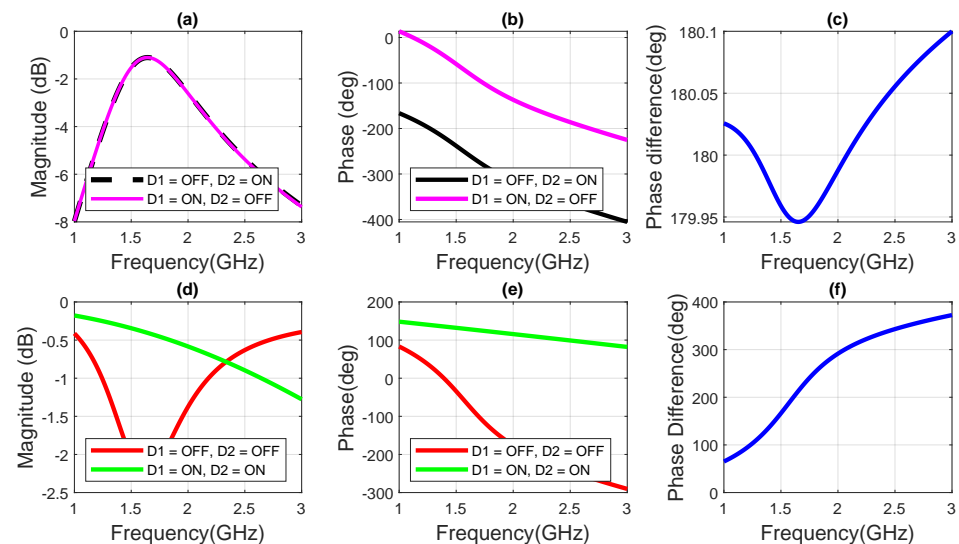 (a)
Magnitude (dB)
0
-2
-4
-6
-8
D1 = OFF, D2 = ON
D1 = ON, D2 = OFF
1
1.5
2
2.5
3
Frequency(GHz)
(b)
Phase (deg)
0
-100
-200
-300
-400
D1 = OFF, D2 = ON
D1 = ON, D2 = OFF
1
1.5
2
2.5
3
Frequency(GHz)
(c)
Phase difference(deg)
180.1
180.05
180
179.95
1
1.5
2
2.5
3
Frequency(GHz)
(d)
Magnitude (dB)
0
-0.5
-1
-1.5
-2
-2.5
D1 = OFF, D2 = OFF
D1 = ON, D2 = ON
1
1.5
2
2.5
3
Frequency(GHz)
(e)
Phase(deg)
200
100
0
-100
-200
-300
D1 = OFF, D2 = OFF
D1 = ON, D2 = ON
1
1.5
2
2.5
3
Frequency(GHz)
(f)
Phase Difference(deg)
400
300
200
100
0
1
1.5
2
2.5
3
Frequency(GHz)